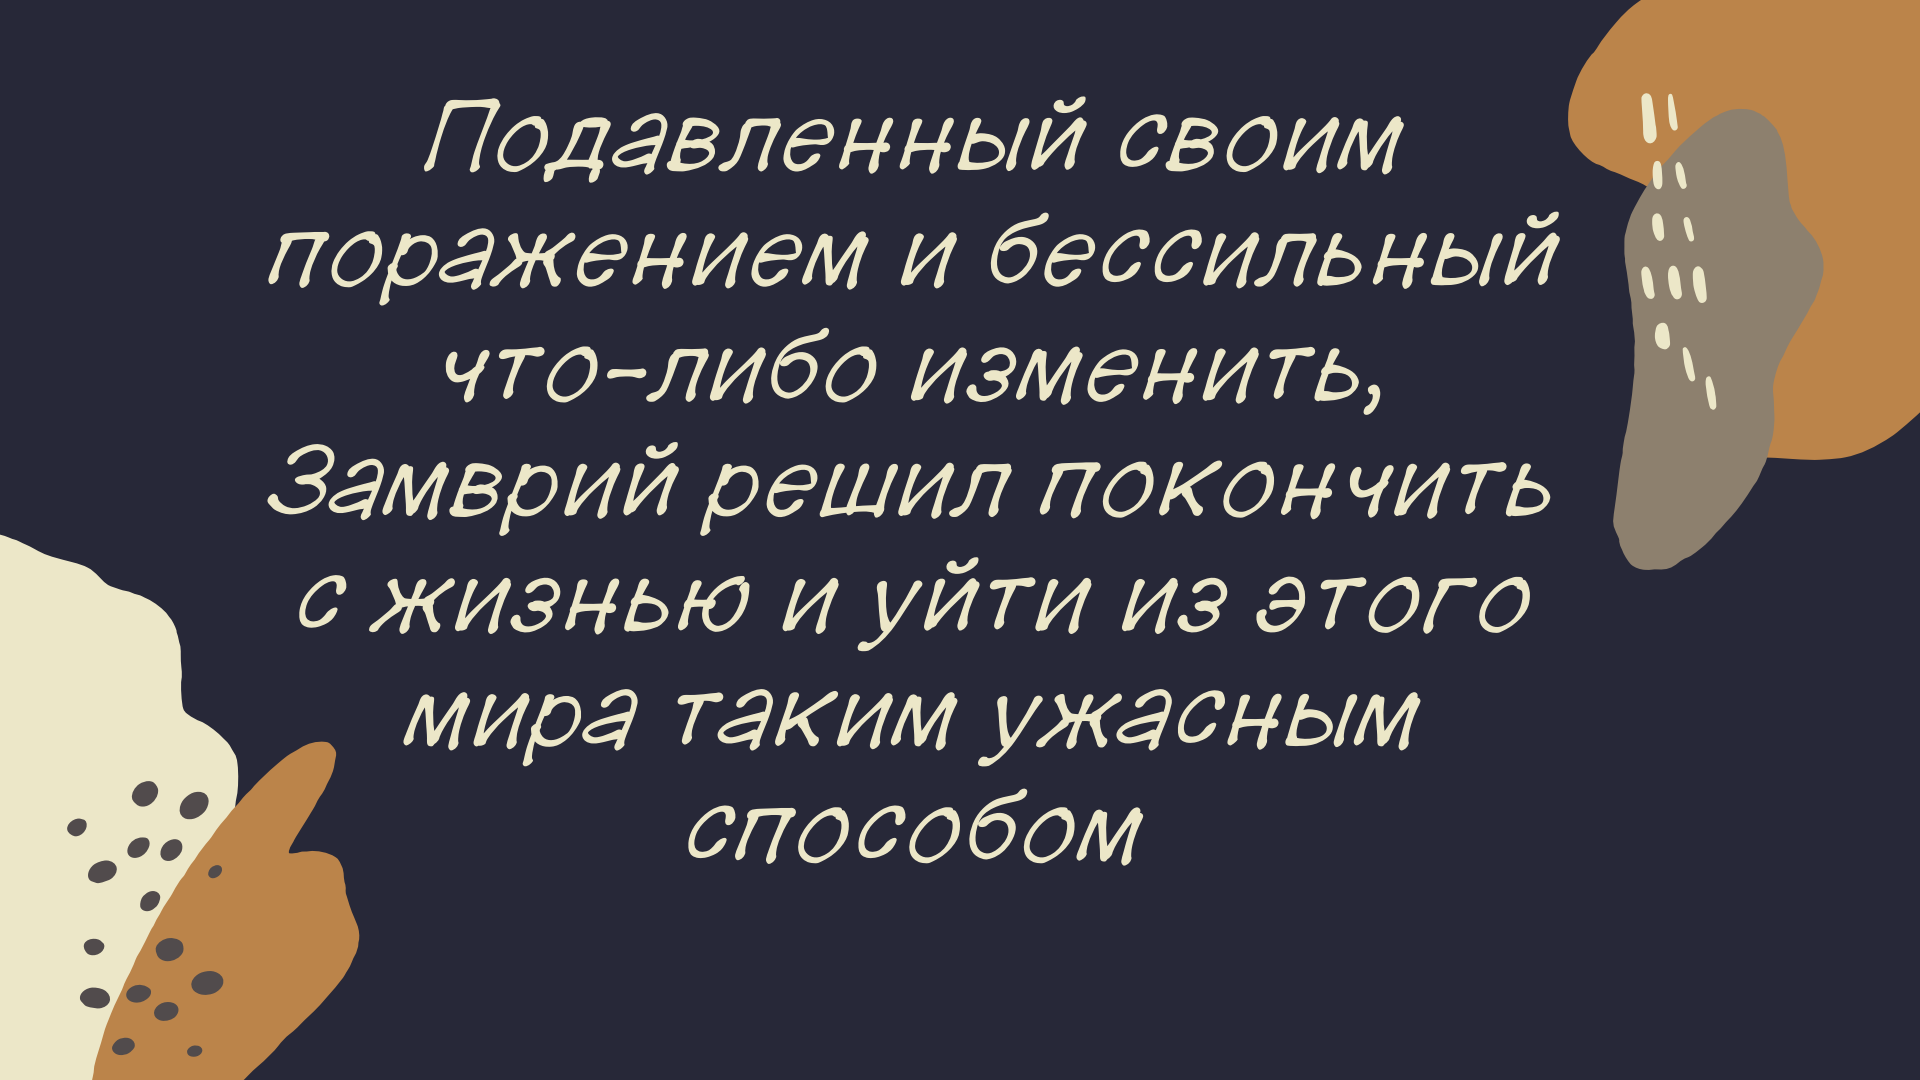 Подавленный своим
поражением и бессильный
что-либо изменить,
Замврий решил покончить
с жизнью и уйти из этого
мира таким ужасным
способом